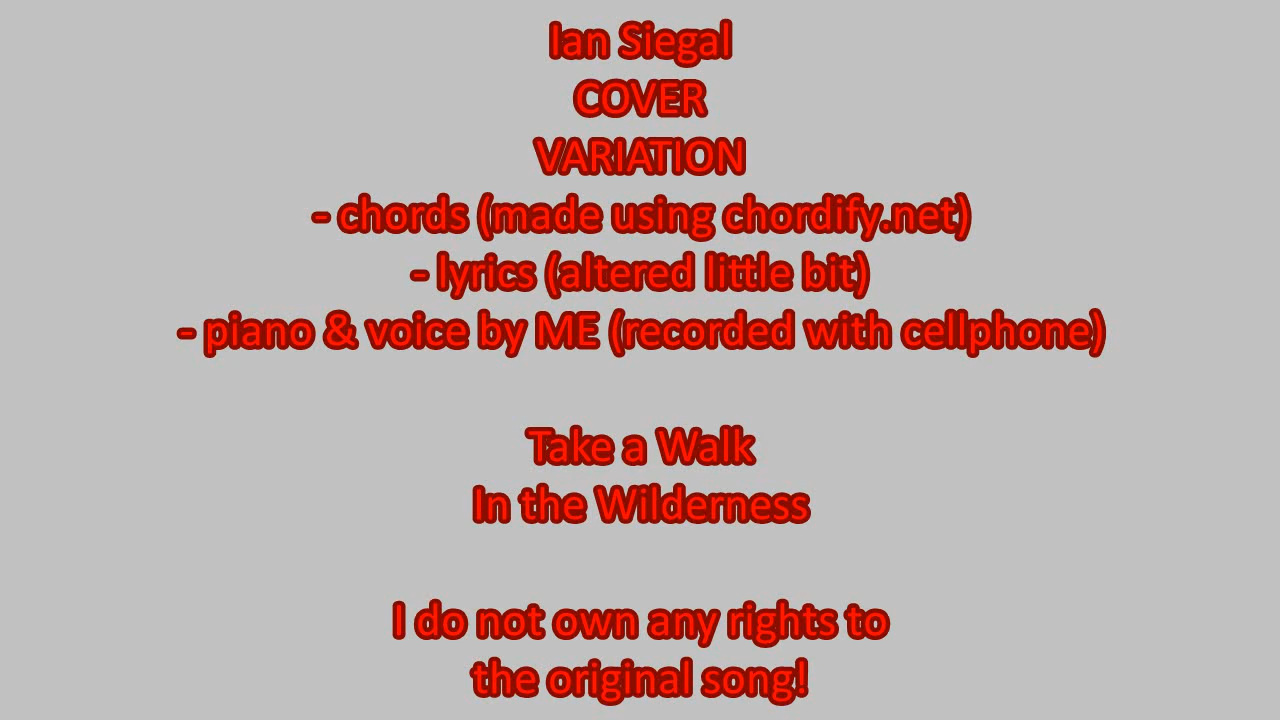 Ian Siegal
COVER
VARIATION
- chords (made using chordify.net)
- lyrics (altered little bit)
- piano & voice by ME (recorded with cellphone)
Take a Walk
In the Wilderness
I do not own any rights to
the original song!